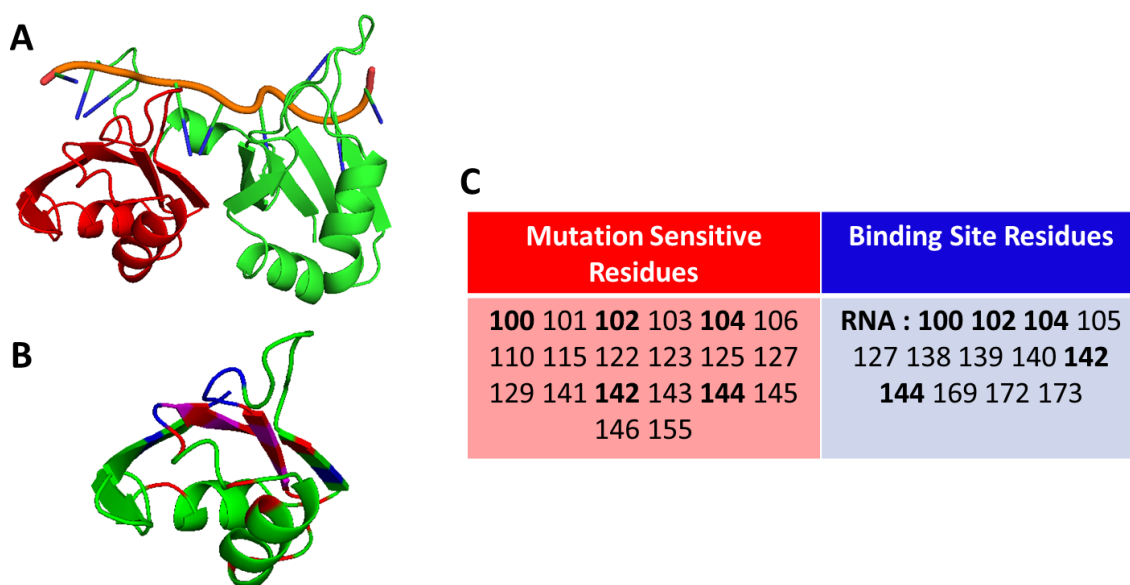 A
B
C
Mutation Sensitive
Residues
Binding Site Residues
100 101 102 103 104 106
110 115 122 123 125 127
129 141 142 143 144 145
146 155
RNA : 100 102 104 105
127 138 139 140 142
144 169 172 173